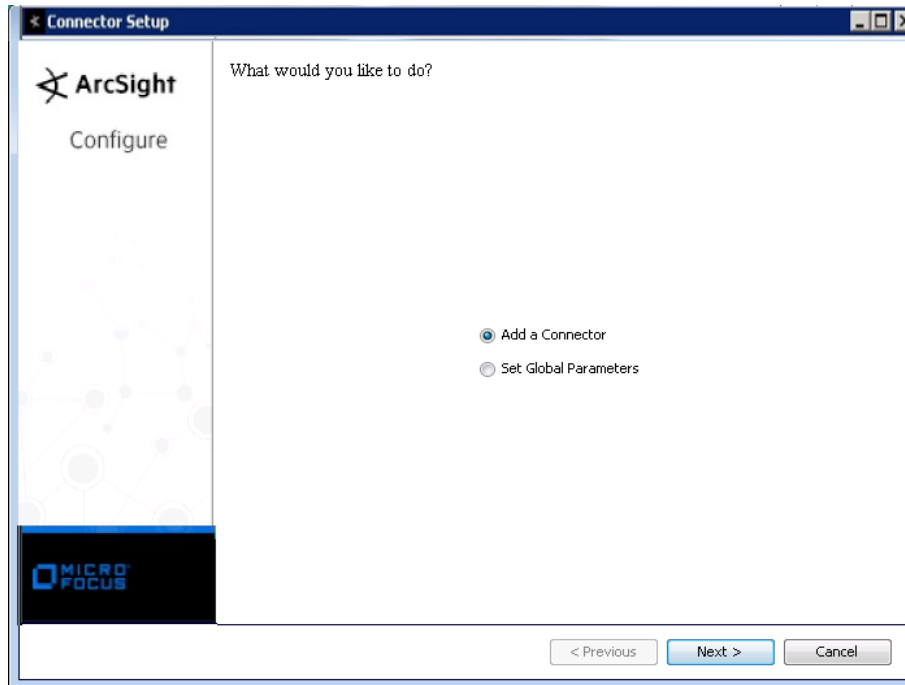 Connector Setup
ArcSight
Configure
What would you like to do?
Add a Connector
Set Global Parameters
MICRO
FOCUS
< Previous
Next >
Cancel